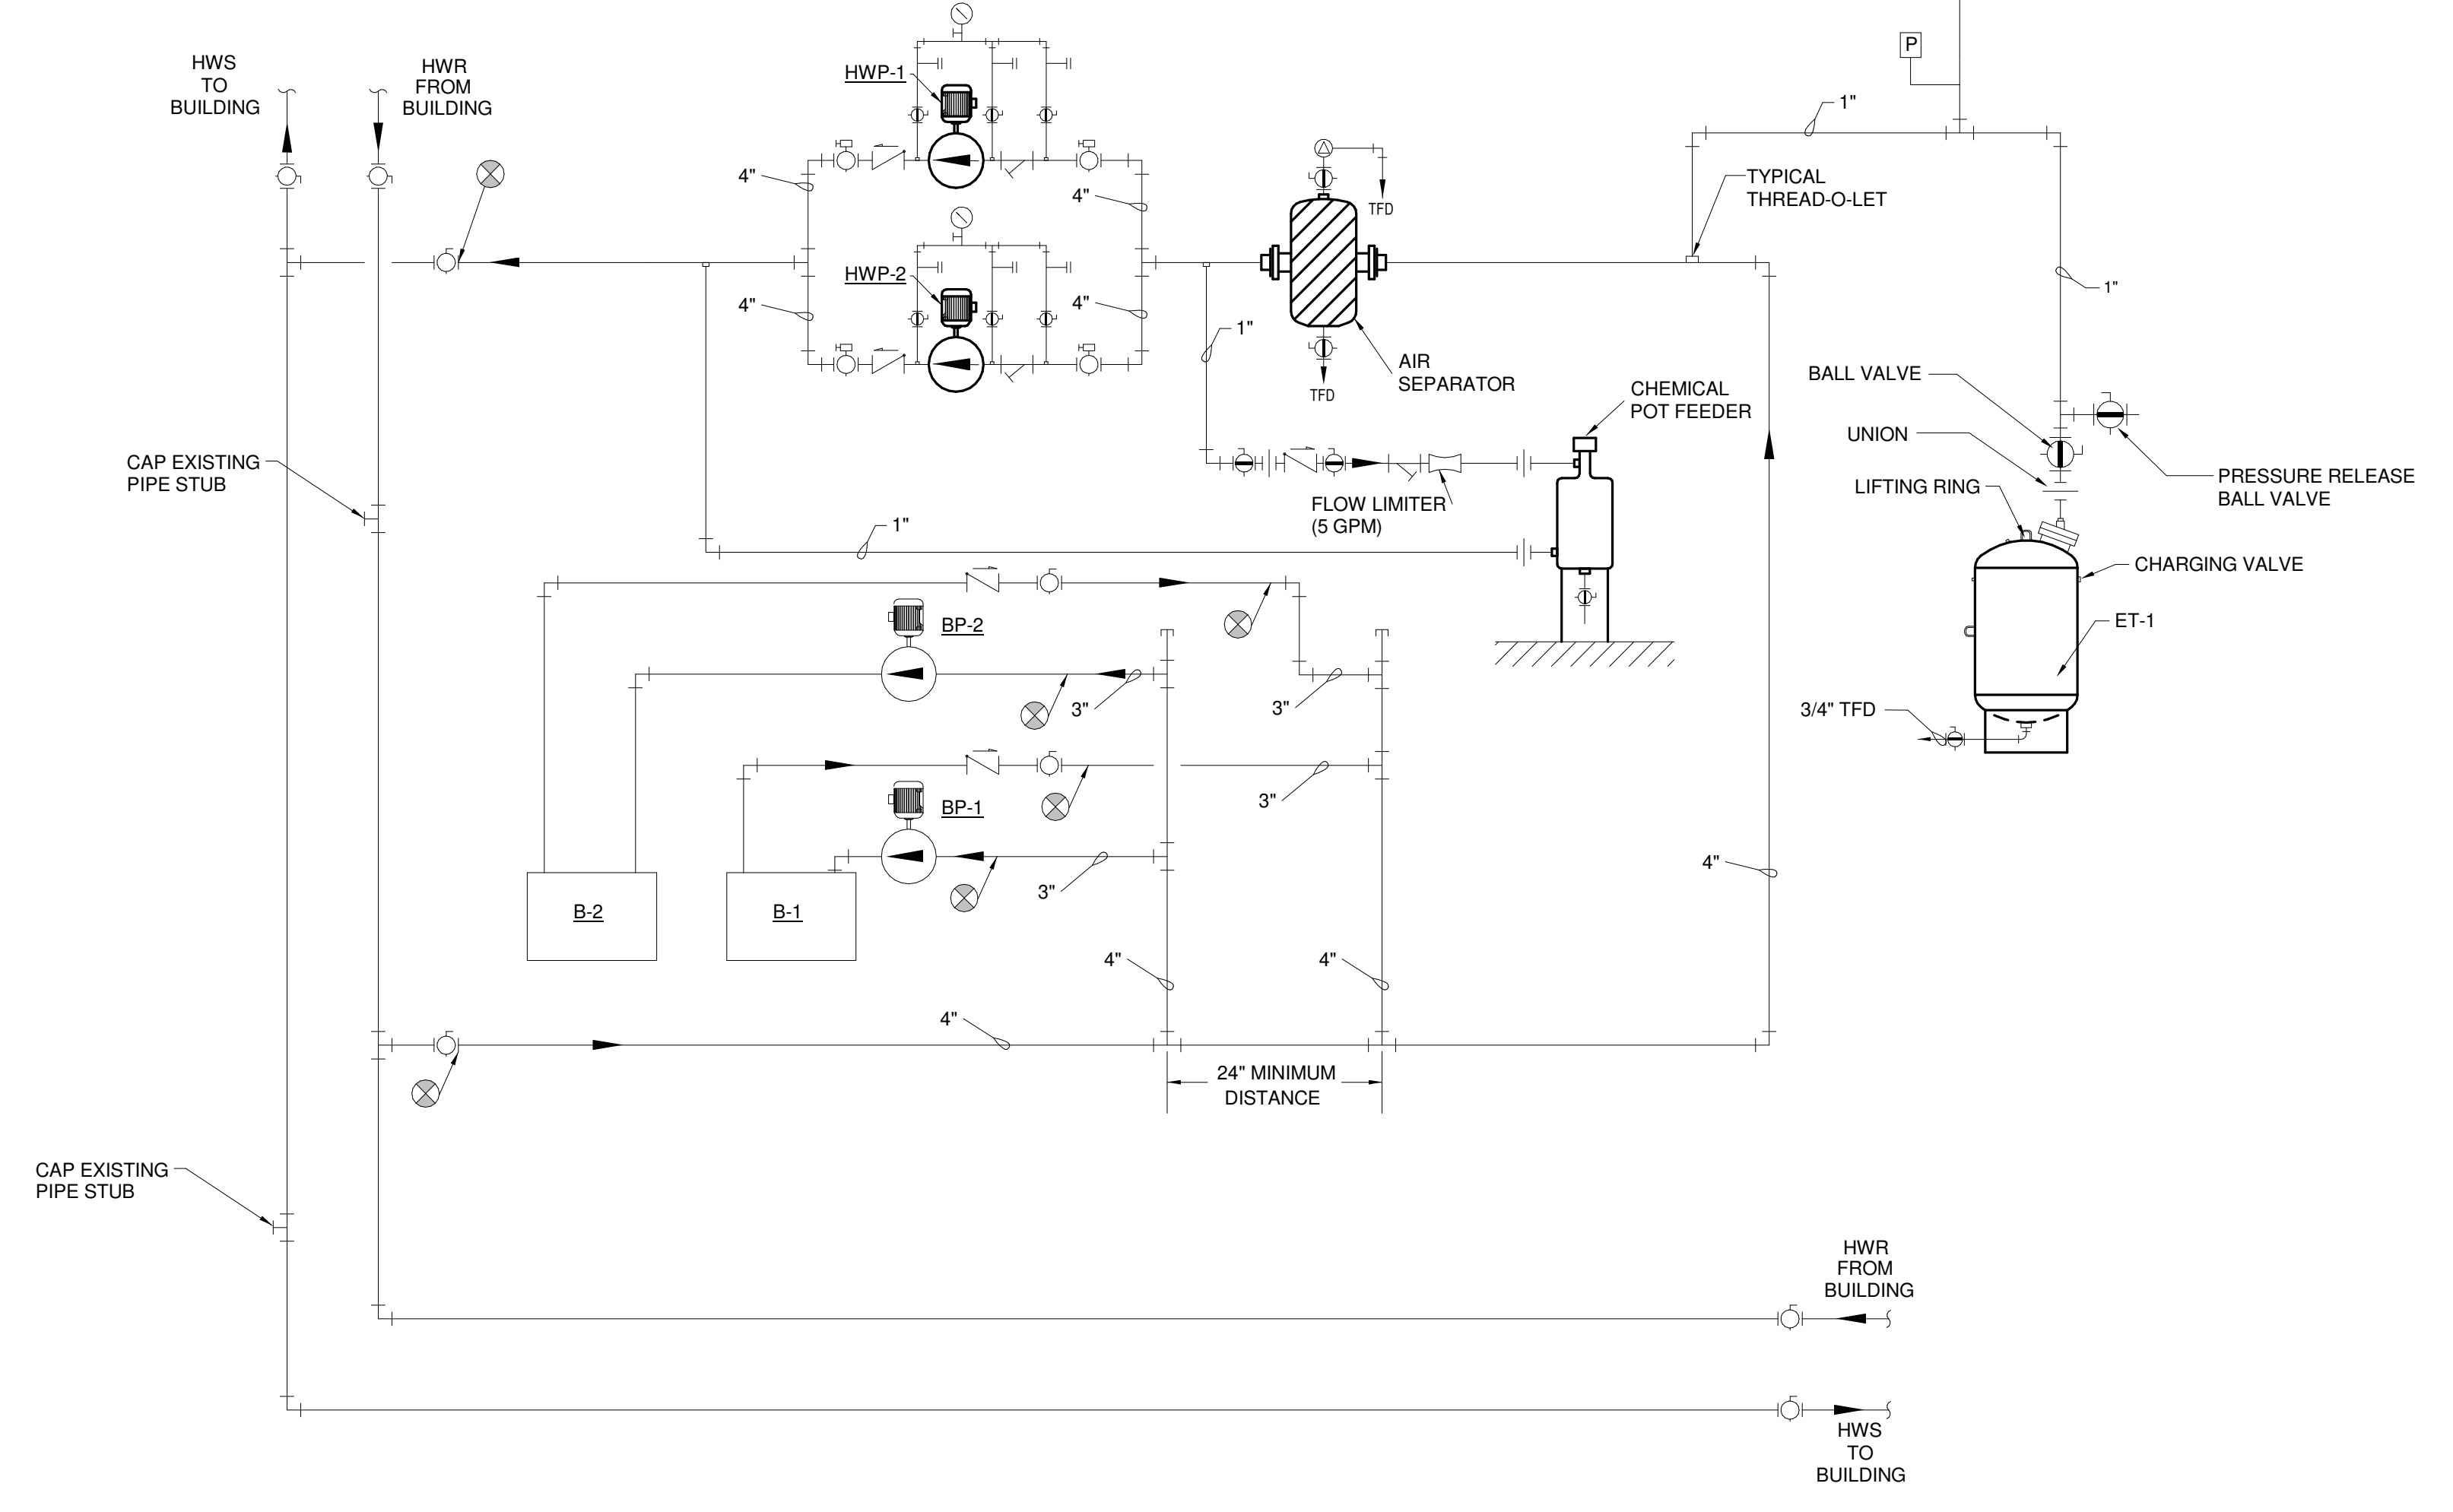 HWS
TO
BUILDING
HWR
FROM
BUILDING
HWP-1
HWP-2
4"
4"
4"
4"
TFD
TFD
AIR
SEPARATOR
P
1"
TYPICAL
THREAD-O-LET
1"
1"
CHEMICAL
POT FEEDER
FLOW LIMITER
(5 GPM)
BALL VALVE
UNION
LIFTING RING
PRESSURE RELEASE
BALL VALVE
CHARGING VALVE
ET-1
3/4" TFD
CAP EXISTING
PIPE STUB
1"
BP-2
3"
3"
BP-1
3"
3"
B-2
B-1
4"
4"
4"
4"
24" MINIMUM
DISTANCE
CAP EXISTING
PIPE STUB
HWR
FROM
BUILDING
HWS
TO
BUILDING